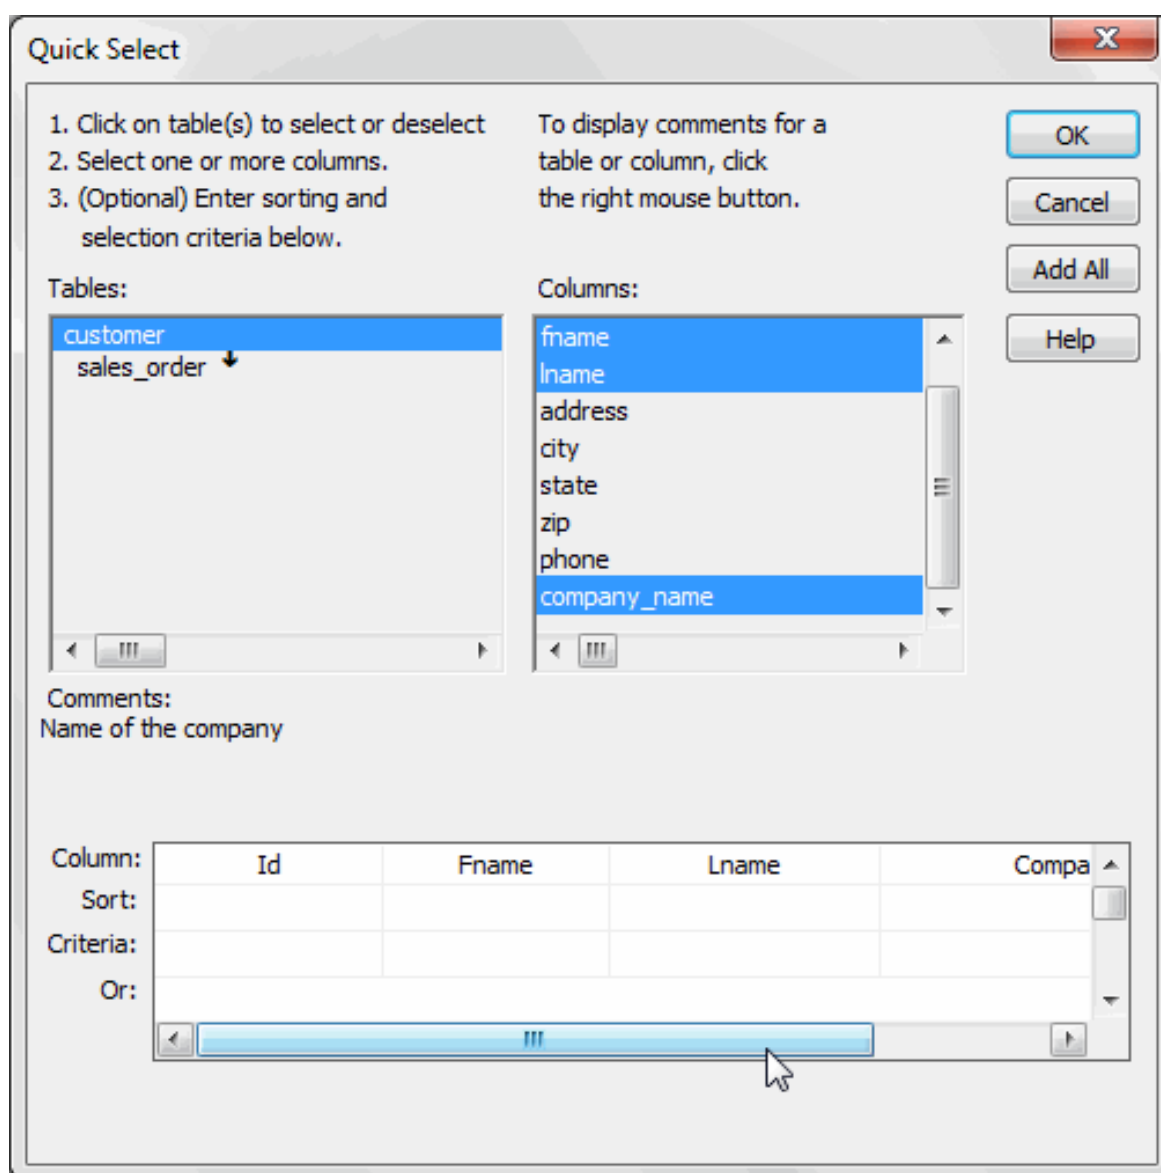 Quick Select
1. Click on table(s) to select or deselect
2. Select one or more columns.
3. (Optional) Enter sorting and
selection criteria below.
To display comments for a
table or column, click
the right mouse button.
OK
Cancel
Add All
Help
Tables:
customer
sales_order
Columns:
fname
lname
address
city
state
zip
phone
company_name
Comments:
Name of the company
Column: Id Fname Lname Compa
Sort:
Criteria:
Or: